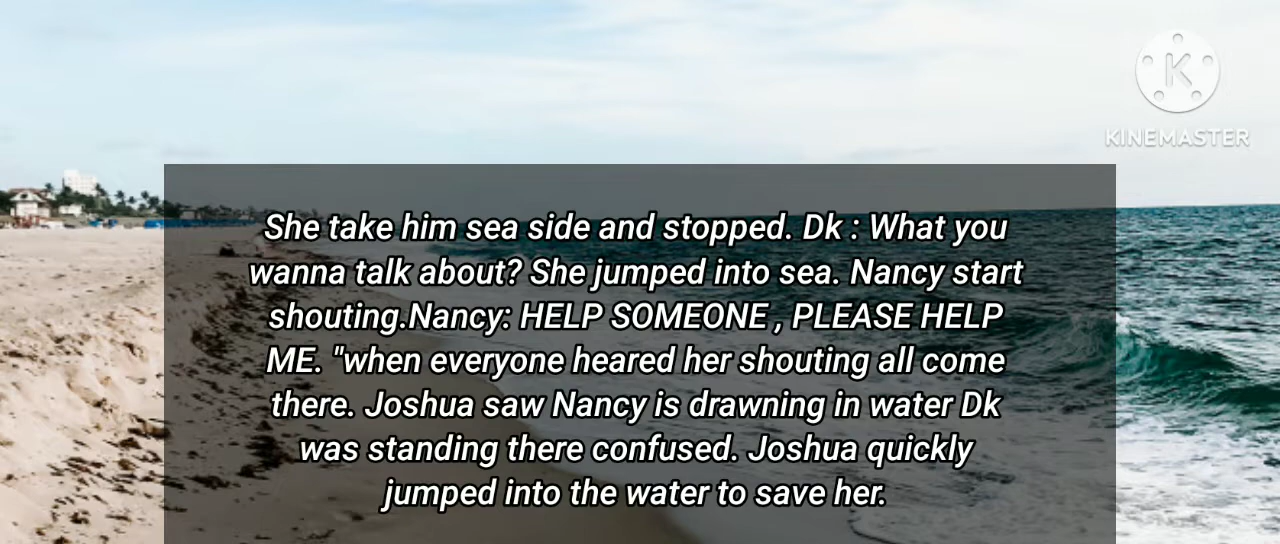 KINEMASTER
She take him sea side and stopped. Dk : What you
wanna talk about? She jumped into sea. Nancy start
shouting.Nancy: HELP SOMEONE , PLEASE HELP
ME. "when everyone heared her shouting all come
there. Joshua saw Nancy is drawning in water Dk
was standing there confused. Joshua quickly
jumped into the water to save her.